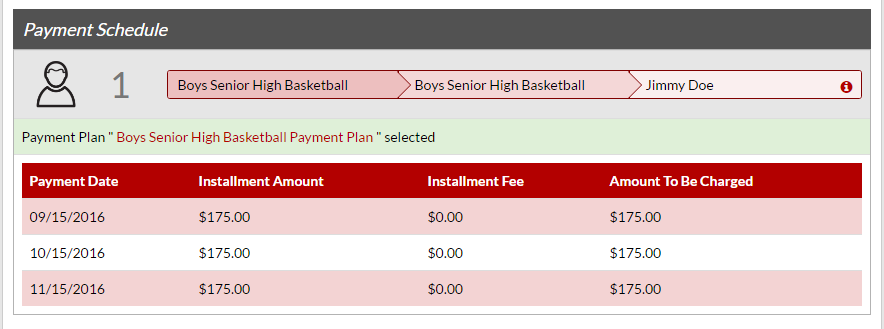 Payment Schedule
1 Boys Senior High Basketball Boys Senior High Basketball Jimmy Doe
Payment Plan " Boys Senior High Basketball Payment Plan " selected
Payment Date Installment Amount Installment Fee Amount To Be Charged
09/15/2016 $175.00 $0.00 $175.00
10/15/2016 $175.00 $0.00 $175.00
11/15/2016 $175.00 $0.00 $175.00